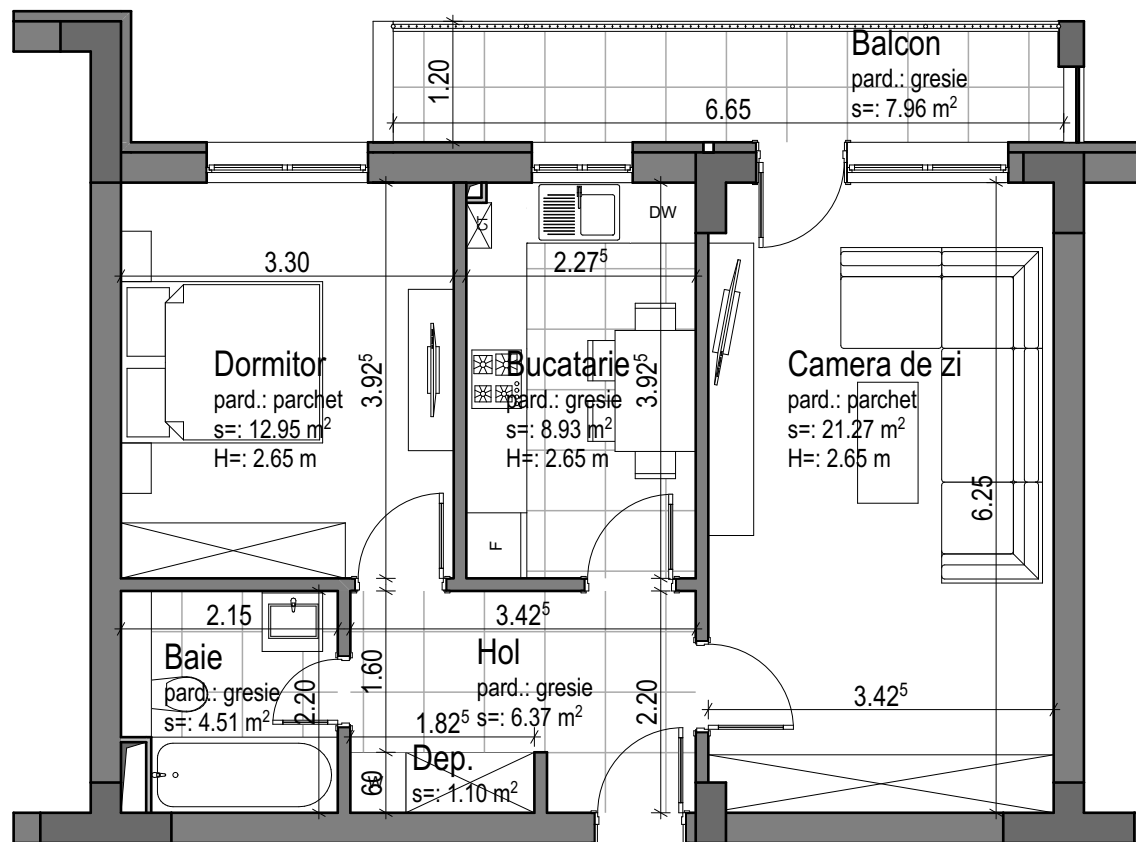 Balcon
pard.: gresie
s=: 7.96 m²
1.20
6.65
DW
CT
3.30
2.27⁵
Dormitor
pard.: parchet
s=: 12.95 m²
H=: 2.65 m
3.92⁵
Bucatarie
pard.: gresie
s=: 8.93 m²
H=: 2.65 m
3.92⁵
Camera de zi
pard.: parchet
s=: 21.27 m²
H=: 2.65 m
6.25
F
2.15
3.42⁵
Baie
pard.: gresie
s=: 4.51 m²
2.20
1.60
Hol
pard.: gresie
s=: 6.37 m²
2.20
3.42⁵
1.82⁵
Dep.
s=: 1.10 m²
60